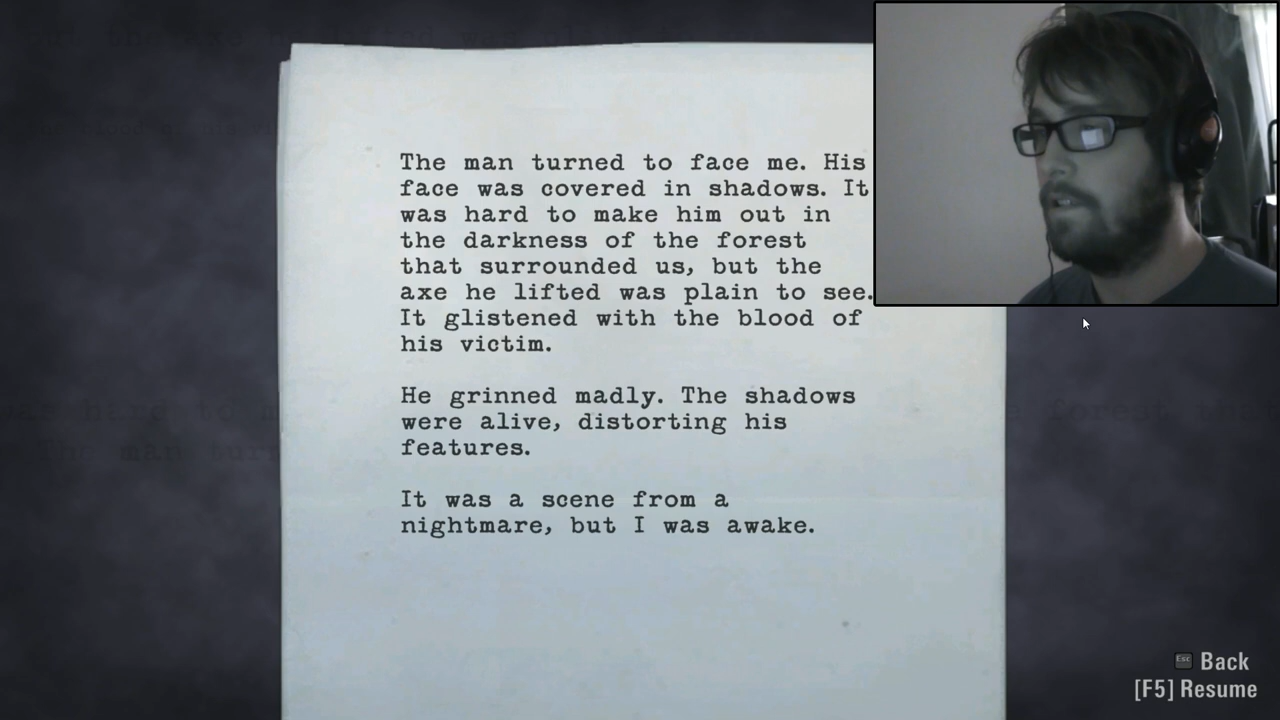 The man turned to face me. His
face was covered in shadows. It
was hard to make him out in
the darkness of the forest
that surrounded us, but the
axe he lifted was plain to see.
It glistened with the blood of
his victim.
He grinned madly. The shadows
were alive, distorting his
features.
It was a scene from a
nightmare, but I was awake.
Esc Back
[F5] Resume